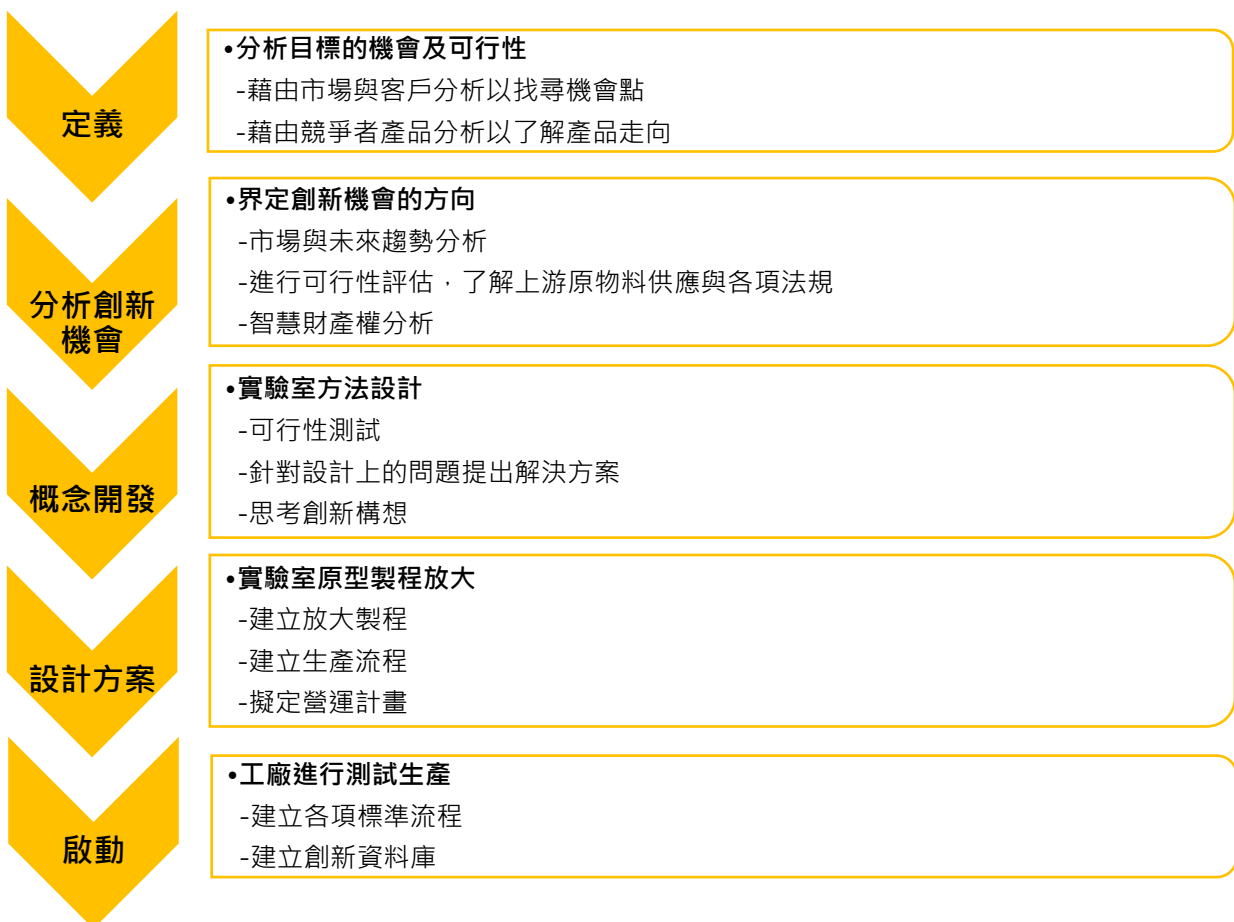 定義
•分析目標的機會及可行性
-藉由市場與客戶分析以找尋機會點
-藉由競爭者產品分析以了解產品走向
分析創新
機會
•界定創新機會的方向
-市場與未來趨勢分析
-進行可行性評估，了解上游原物料供應與各項法規
-智慧財產權分析
概念開發
•實驗室方法設計
-可行性測試
-針對設計上的問題提出解決方案
-思考創新構想
設計方案
•實驗室原型製程放大
-建立放大製程
-建立生產流程
-擬定營運計畫
啟動
•工廠進行測試生產
-建立各項標準流程
-建立創新資料庫